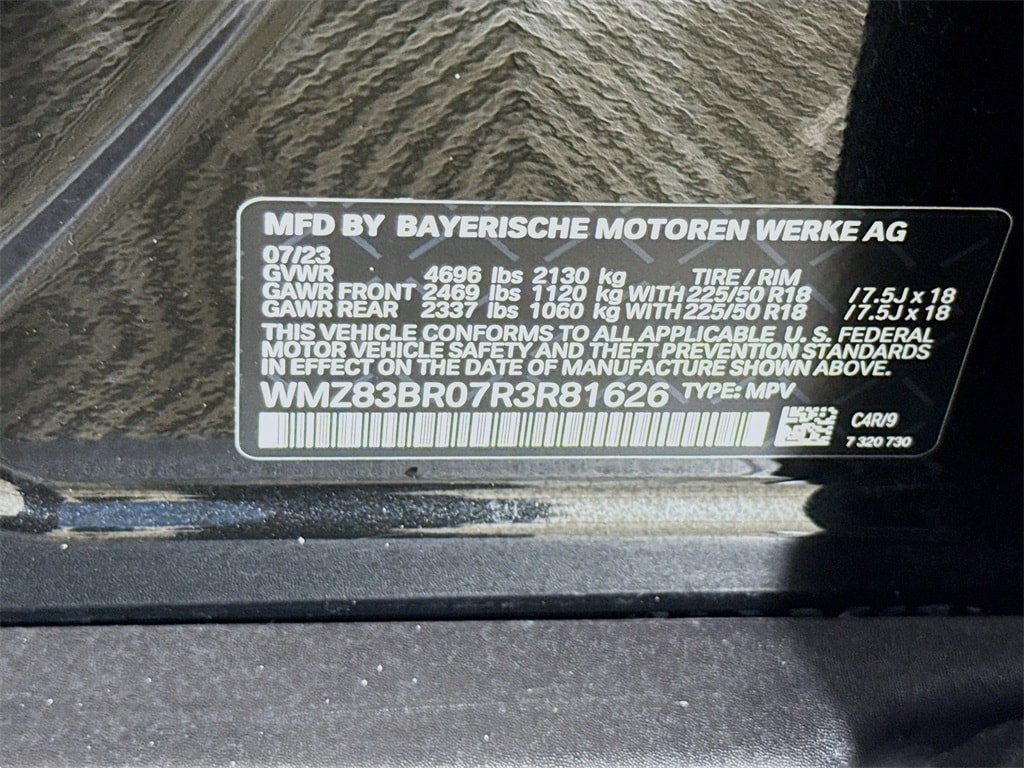 MFD BY BAYERISCHE MOTOREN WERKE AG
07/23
GVWR 4696 lbs 2130 kg TIRE / RIM
GAWR FRONT 2469 lbs 1120 kg WITH 225/50 R18 / 7.5J x 18
GAWR REAR 2337 lbs 1060 kg WITH 225/50 R18 / 7.5J x 18
THIS VEHICLE CONFORMS TO ALL APPLICABLE U. S. FEDERAL
MOTOR VEHICLE SAFETY AND THEFT PREVENTION STANDARDS
IN EFFECT ON THE DATE OF MANUFACTURE SHOWN ABOVE.
WMZ83BR07R3R81626 TYPE: MPV
C4R/9
7 320 730